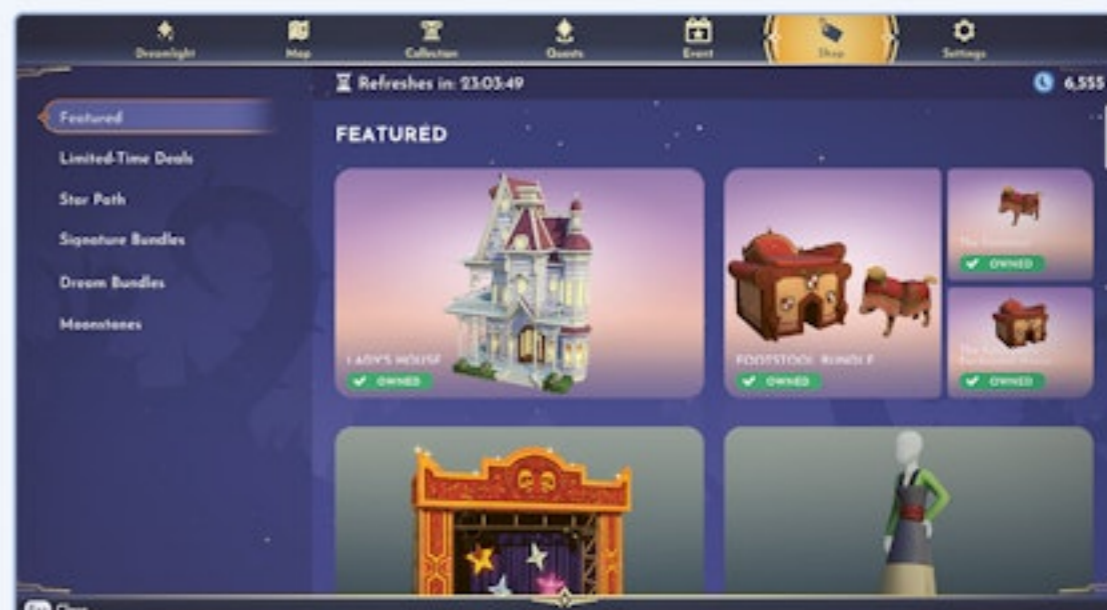 Dreamlight
Map
Collection
Quests
Event
Shop
Settings
Refreshes in: 23:03:49
6,555
Featured
Limited-Time Deals
Star Path
Signature Bundles
Dream Bundles
Moonstones
FEATURED
LADY'S HOUSE
OWNED
FOOTSTOOL BUNDLE
OWNED
OWNED
OWNED
Close